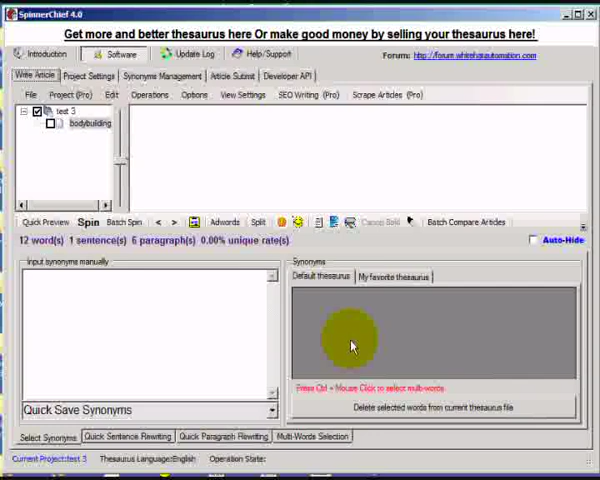 SpinnerChief 4.0
Get more and better thesaurus here Or make good money by selling your thesaurus here!
Introduction Software Update Log Help/Support Forum: http://forum.whitehatautomation.com
Write Article Project Settings Synonyms Management Article Submit Developer API
File Project (Pro) Edit Operations Options View Settings SEO Writing (Pro) Scrape Articles (Pro)
test 3
bodybuilding
Quick Preview Spin Batch Spin < > Adwords Split Cancel Bold Batch Compare Articles
12 word(s) 1 sentence(s) 6 paragraph(s) 0.00% unique rate(s) Auto-Hide
Input synonyms manually Synonyms
Default thesaurus My favorite thesaurus
Press Ctrl + Mouse Click to select multi-words
Quick Save Synonyms Delete selected words from current thesaurus file
Select Synonyms Quick Sentence Rewriting Quick Paragraph Rewriting Multi-Words Selection
Current Project:test 3 Thesaurus Language:English Operation State: